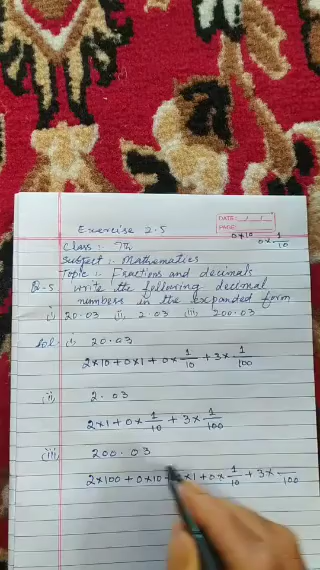 DATE: / /
PAGE:
0×10
0×1/10
Exercise 2.5
Class :- 7th
Subject :- Mathematics
Topic :- Fractions and decimals
Q-5 Write the following decimal
numbers in the expanded form
i) 20.03 ii) 2.03 iii) 200.03
Sol- i) 20.03
2×10+0×1+0×1/10+3×1/100
(ii) 2.03
2×1+0×1/10+3×1/100
(iii) 200.03
2×100+0×10+ ×1+0×1/10+3× /100